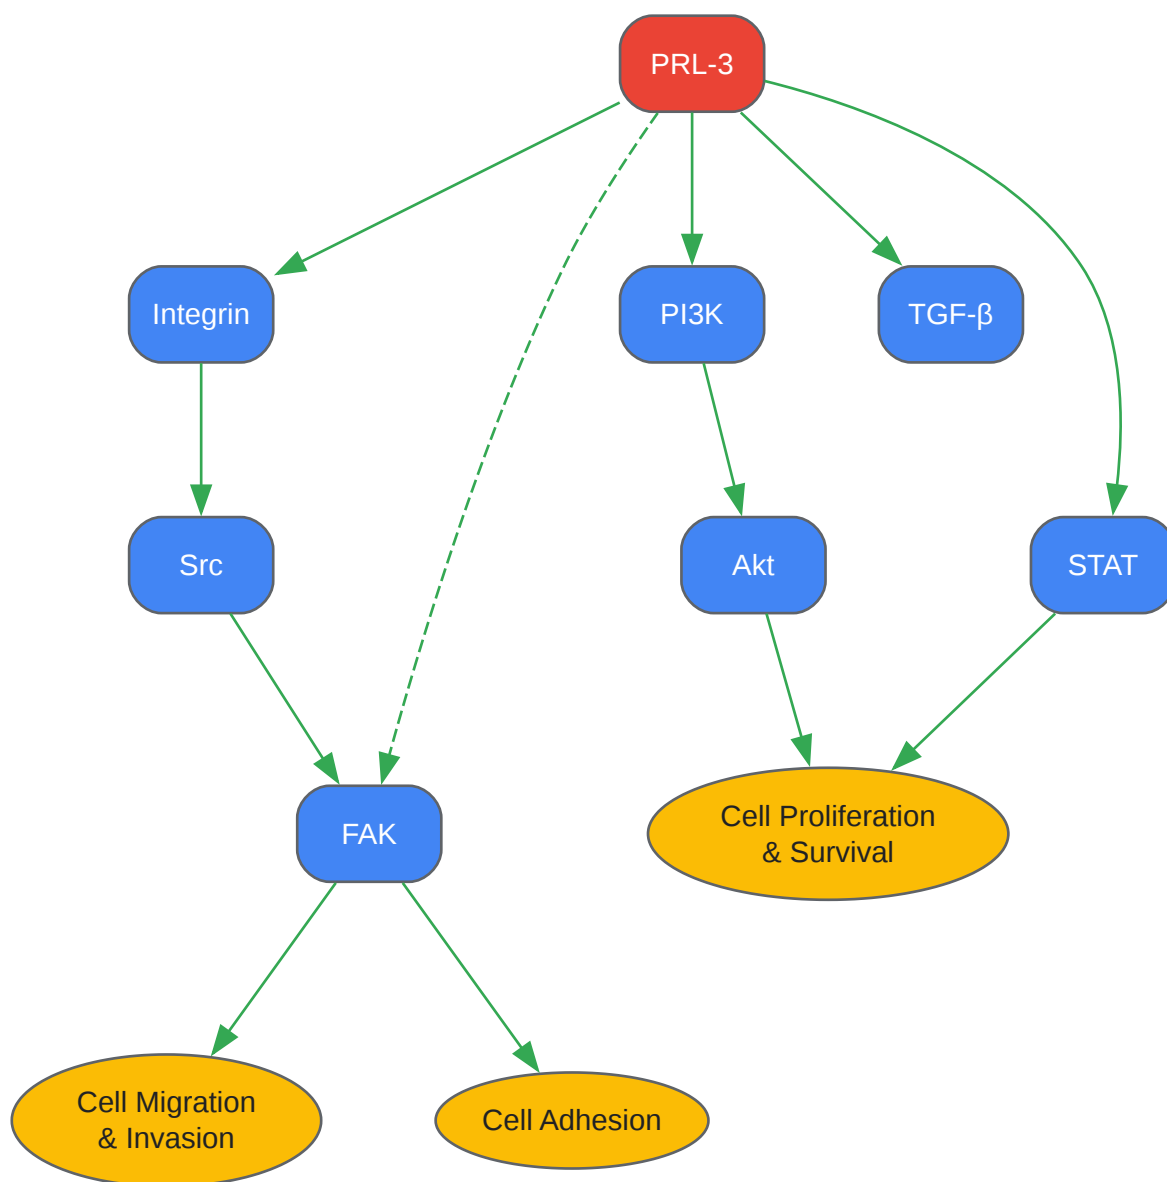 PRL-3
Integrin
PI3K
TGF-β
Src
Akt
STAT
FAK
Cell Proliferation
& Survival
Cell Migration
& Invasion
Cell Adhesion